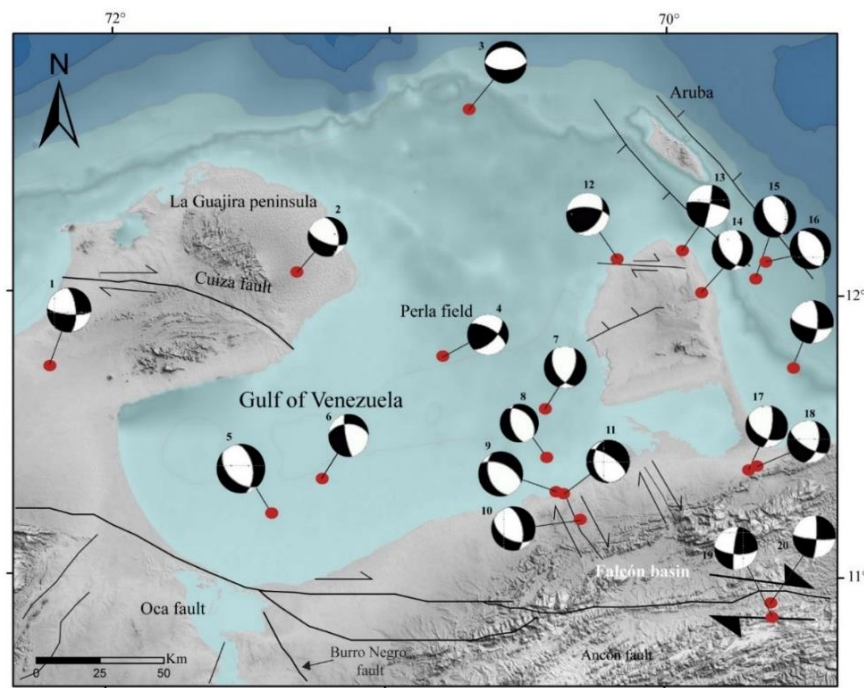 72°
70°
3
N
Aruba
13
15
La Guajira peninsula
12
2
14
16
Cuiza fault
1
12°
Perla field
4
7
Gulf of Venezuela
6
8
17
18
5
9
11
10
19
20
Falcón basin
11°
Oca fault
Burro Negro
fault
Ancón fault
Km
0
25
50